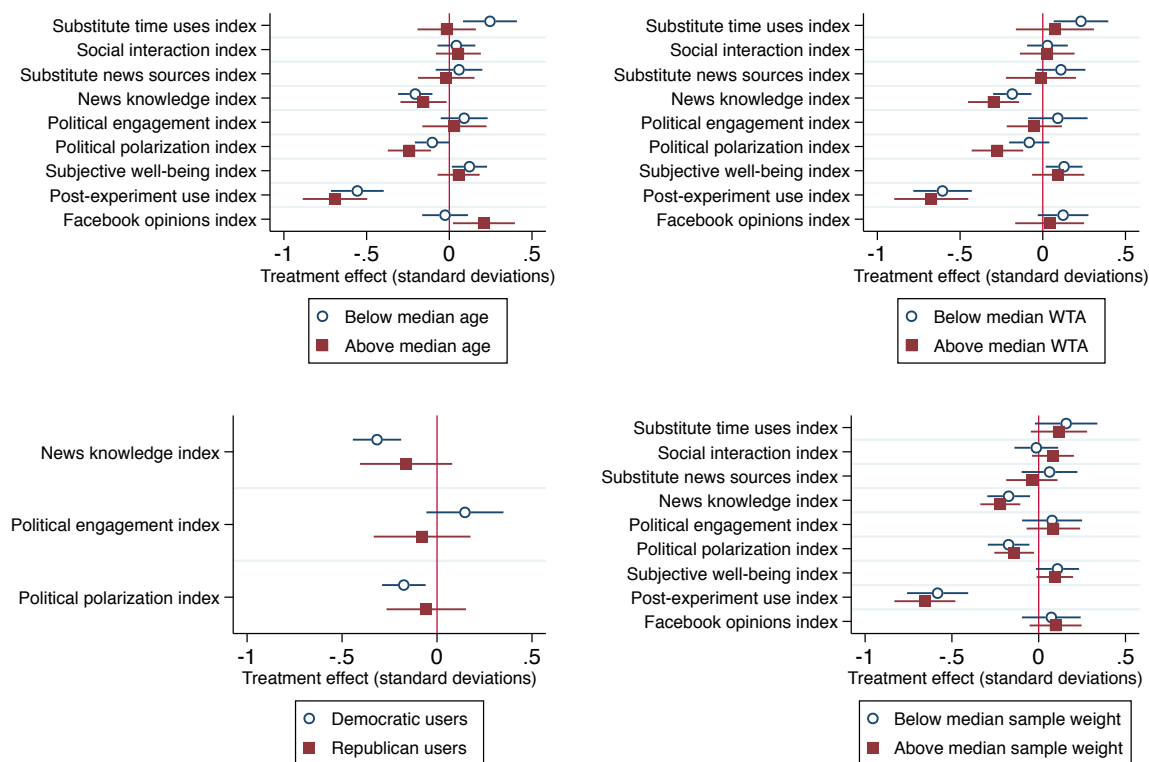 Substitute time uses index
Social interaction index
Substitute news sources index
News knowledge index
Political engagement index
Political polarization index
Subjective well-being index
Post-experiment use index
Facebook opinions index
-1 -.5 0 .5
Treatment effect (standard deviations)
Below median age
Above median age
Substitute time uses index
Social interaction index
Substitute news sources index
News knowledge index
Political engagement index
Political polarization index
Subjective well-being index
Post-experiment use index
Facebook opinions index
-1 -.5 0 .5
Treatment effect (standard deviations)
Below median WTA
Above median WTA
News knowledge index
Political engagement index
Political polarization index
-1 -.5 0 .5
Treatment effect (standard deviations)
Democratic users
Republican users
Substitute time uses index
Social interaction index
Substitute news sources index
News knowledge index
Political engagement index
Political polarization index
Subjective well-being index
Post-experiment use index
Facebook opinions index
-1 -.5 0 .5
Treatment effect (standard deviations)
Below median sample weight
Above median sample weight